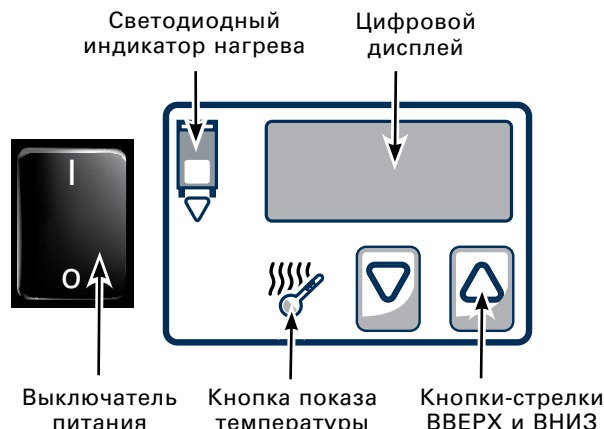 Светодиодный
индикатор нагрева
Цифровой
дисплей
I
O
Выключатель
питания
Кнопка показа
температуры
Кнопки-стрелки
ВВЕРХ и ВНИЗ